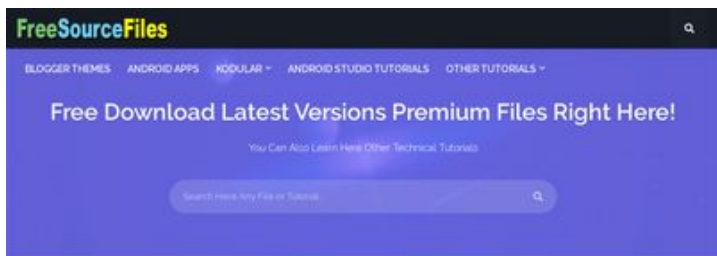 FreeSourceFiles
BLOGGER THEMES ANDROID APPS KODULAR ANDROID STUDIO TUTORIALS OTHER TUTORIALS
Free Download Latest Versions Premium Files Right Here!
You Can Also Learn Here Other Technical Tutorials
Search Here Any File or Tutorial